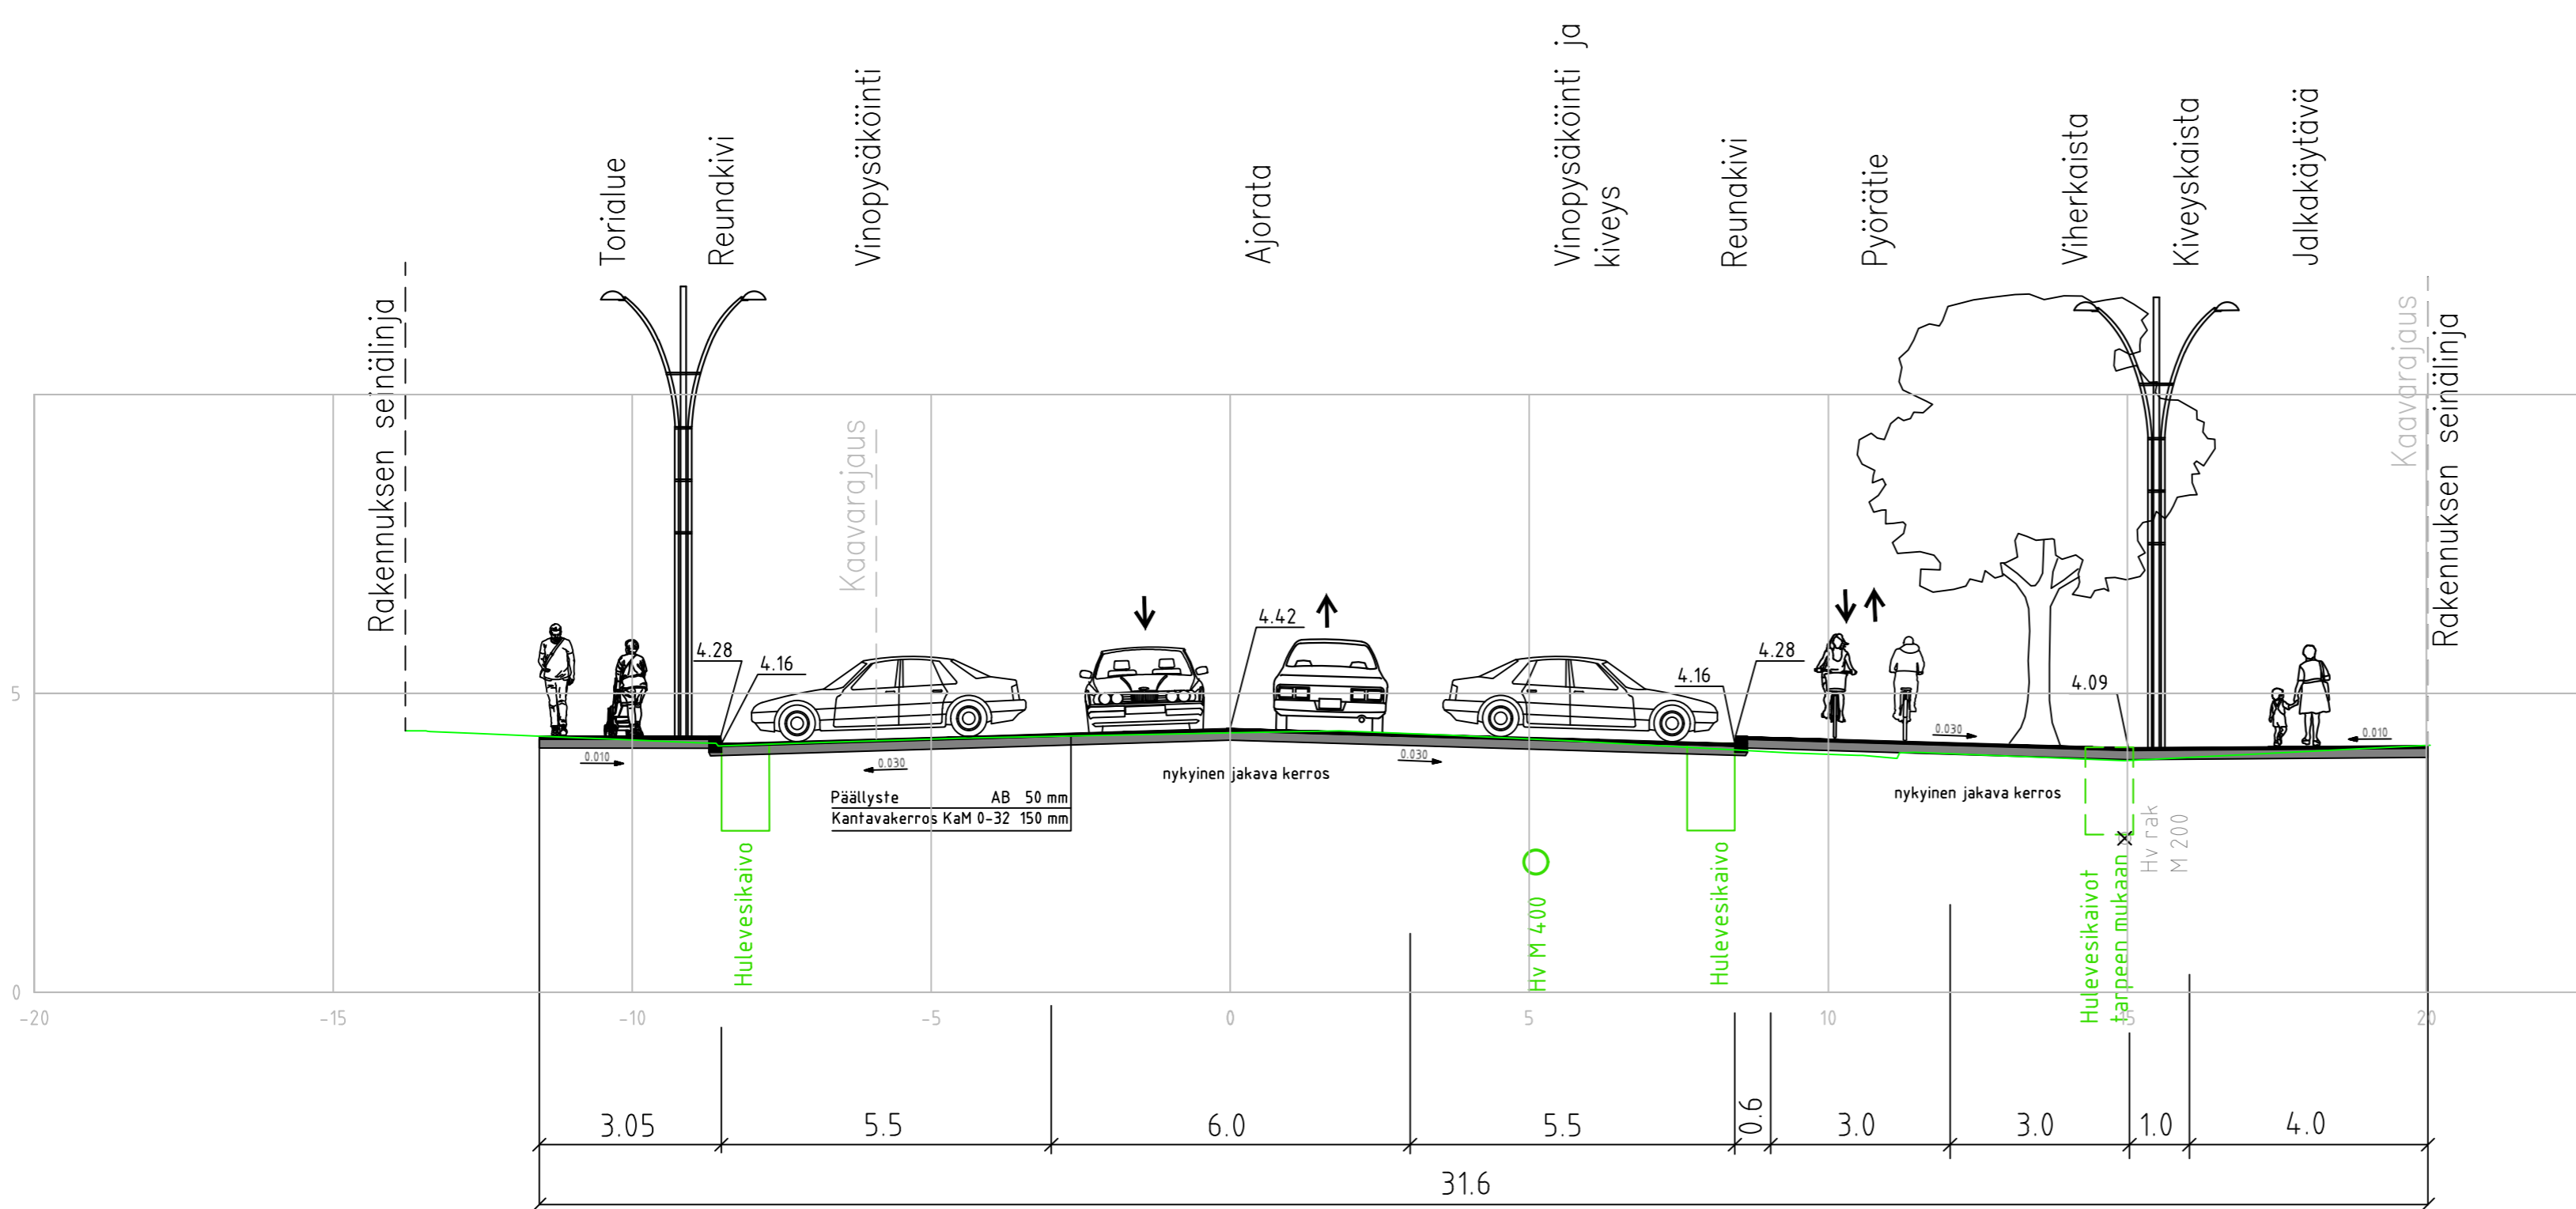 Torialue
Reunakivi
Vinopysäköinti
Ajorata
Vinopysäköinti ja
kiveys
Reunakivi
Pyörätie
Viherkaista
Kiveyskaista
Jalkakäytävä
Rakennuksen seinälinja
Kaavarajaus
Kaavarajaus
Rakennuksen seinälinja
4.28
4.16
4.42
4.16
4.28
4.09
5
0.010
0.030
0.030
0.030
0.010
nykyinen jakava kerros
nykyinen jakava kerros
Päällyste AB 50 mm
Kantavakerros KaM 0-32 150 mm
Hulevesikaivo
Hv M 400
Hulevesikaivo
Hulevesikaivot
tarpeen mukaan
Hv rak
M 200
0
-20 -15 -10 -5 0 5 10 15 20
3.05 5.5 6.0 5.5 0.6 3.0 3.0 1.0 4.0
31.6